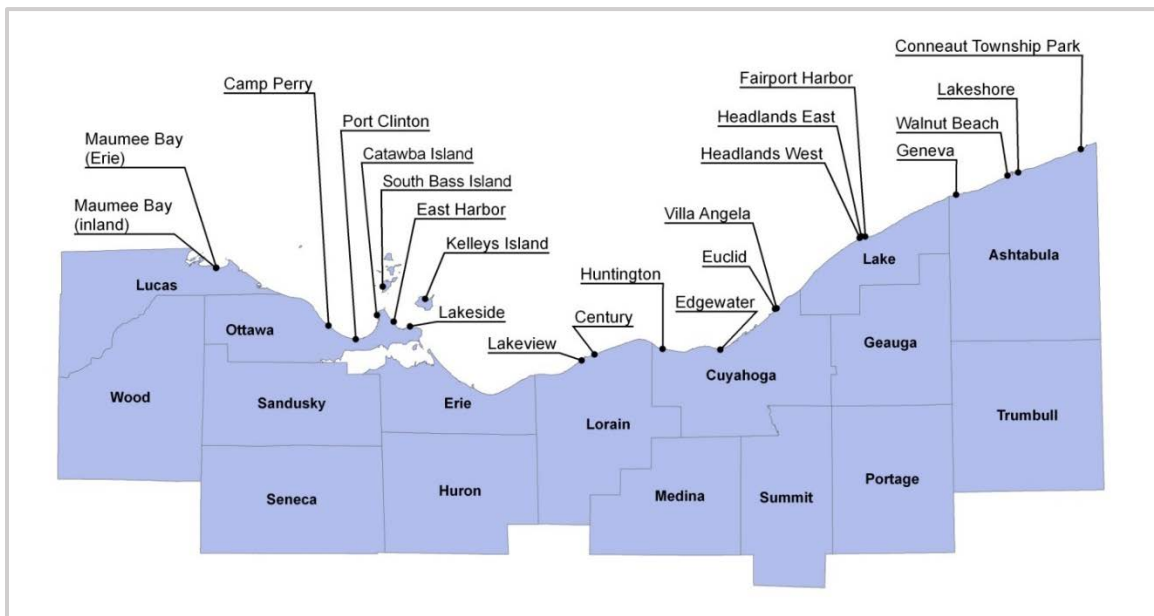 Conneaut Township Park
Fairport Harbor
Lakeshore
Camp Perry
Headlands East
Walnut Beach
Port Clinton
Maumee Bay
(Erie)
Catawba Island
Headlands West
Geneva
South Bass Island
Maumee Bay
(inland)
East Harbor
Villa Angela
Kelleys Island
Euclid
Huntington
Lake
Ashtabula
Lucas
Edgewater
Lakeside
Century
Ottawa
Lakeview
Geauga
Cuyahoga
Wood
Sandusky
Erie
Trumbull
Lorain
Portage
Huron
Medina
Summit
Seneca